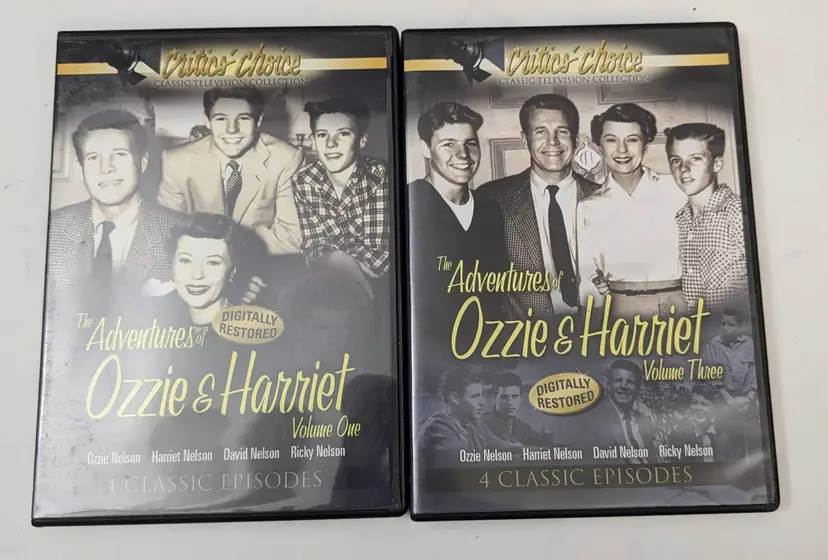 Critics' Choice
CLASSIC TELEVISION COLLECTION
The
Adventures of
DIGITALLY
RESTORED
Ozzie & Harriet
Volume One
Ozzie Nelson Harriet Nelson David Nelson Ricky Nelson
4 CLASSIC EPISODES
Critics' Choice
CLASSIC TELEVISION COLLECTION
The
Adventures of
Ozzie & Harriet
Volume Three
DIGITALLY
RESTORED
Ozzie Nelson Harriet Nelson David Nelson Ricky Nelson
4 CLASSIC EPISODES